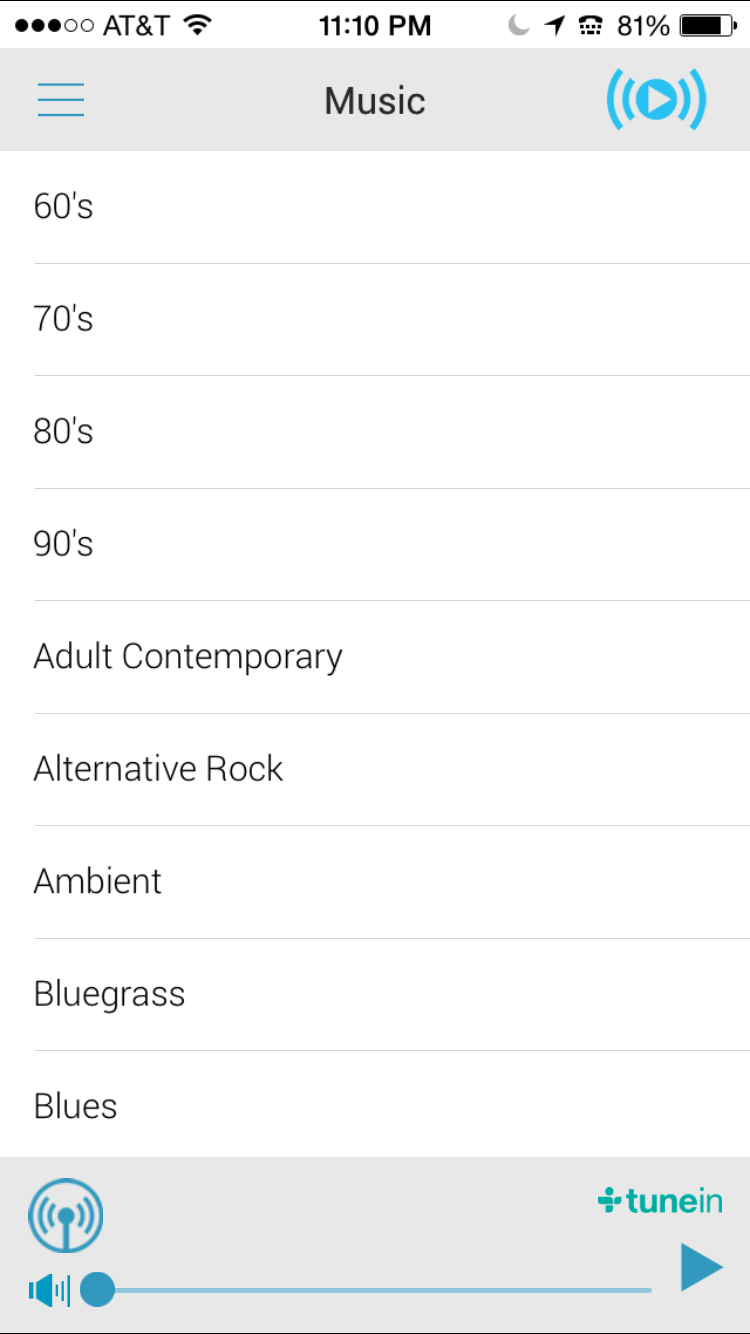 AT&T 11:10 PM 81%
Music
60's
70's
80's
90's
Adult Contemporary
Alternative Rock
Ambient
Bluegrass
Blues
tunein